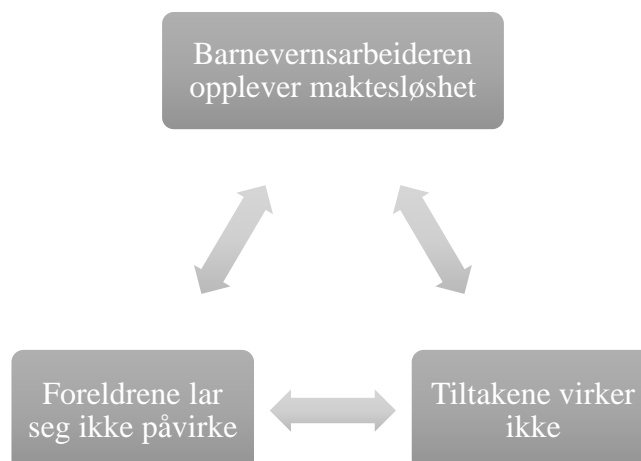 Barnevernsarbeideren
opplever maktesløshet
Foreldrene lar
seg ikke påvirke
Tiltakene virker
ikke